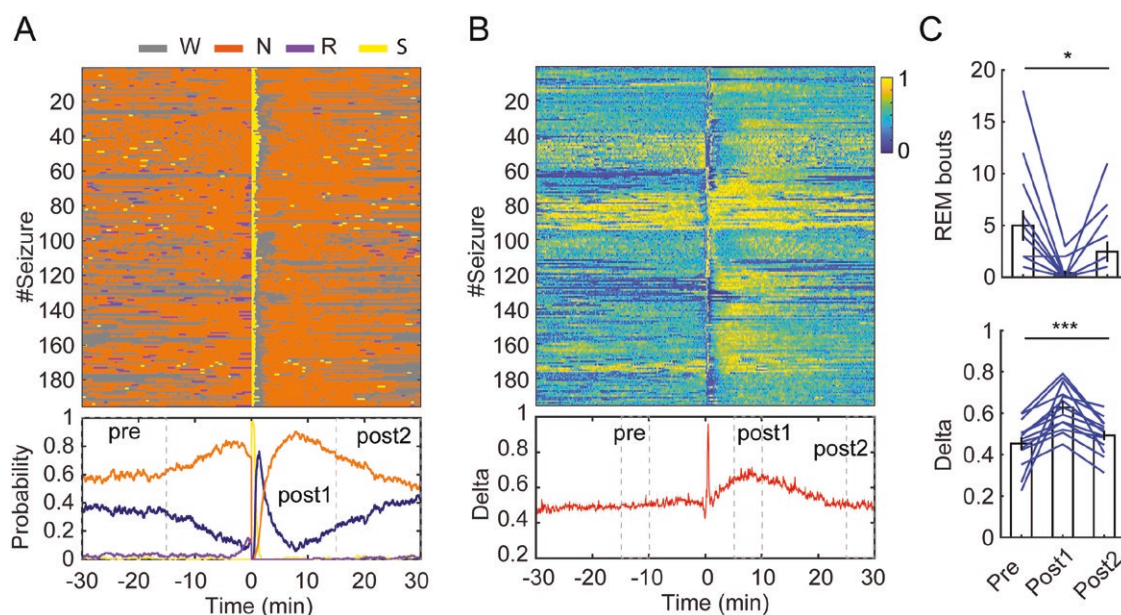 A
W N R S
#Seizure
20
40
60
80
100
120
140
160
180
Probability
1
0.8
0.6
0.4
0.2
0
pre
post1
post2
-30 -20 -10 0 10 20 30
Time (min)
B
#Seizure
20
40
60
80
100
120
140
160
180
1
0
Delta
1
0.8
0.6
0.4
0.2
pre
post1
post2
-30 -20 -10 0 10 20 30
Time (min)
C
*
REM bouts
20
15
10
5
0
***
Delta
1
0.8
0.6
0.4
0.2
0
Pre Post1 Post2